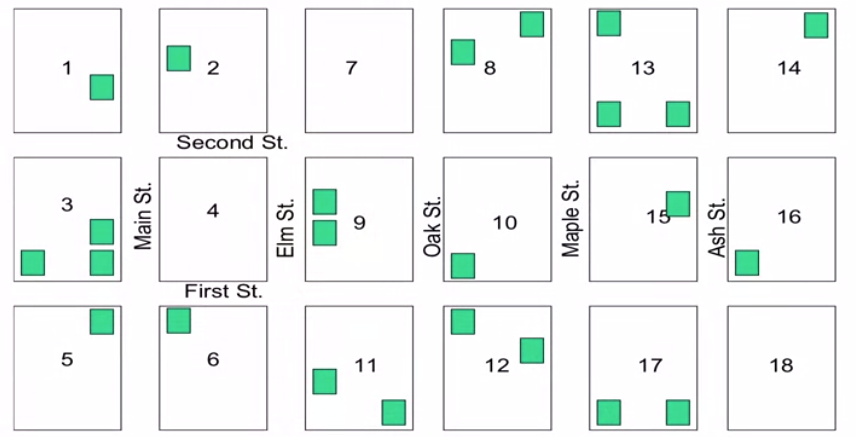 1
2
7
8
13
14
Second St.
3
Main St.
4
Elm St.
9
Oak St.
10
Maple St.
15
Ash St.
16
First St.
5
6
11
12
17
18